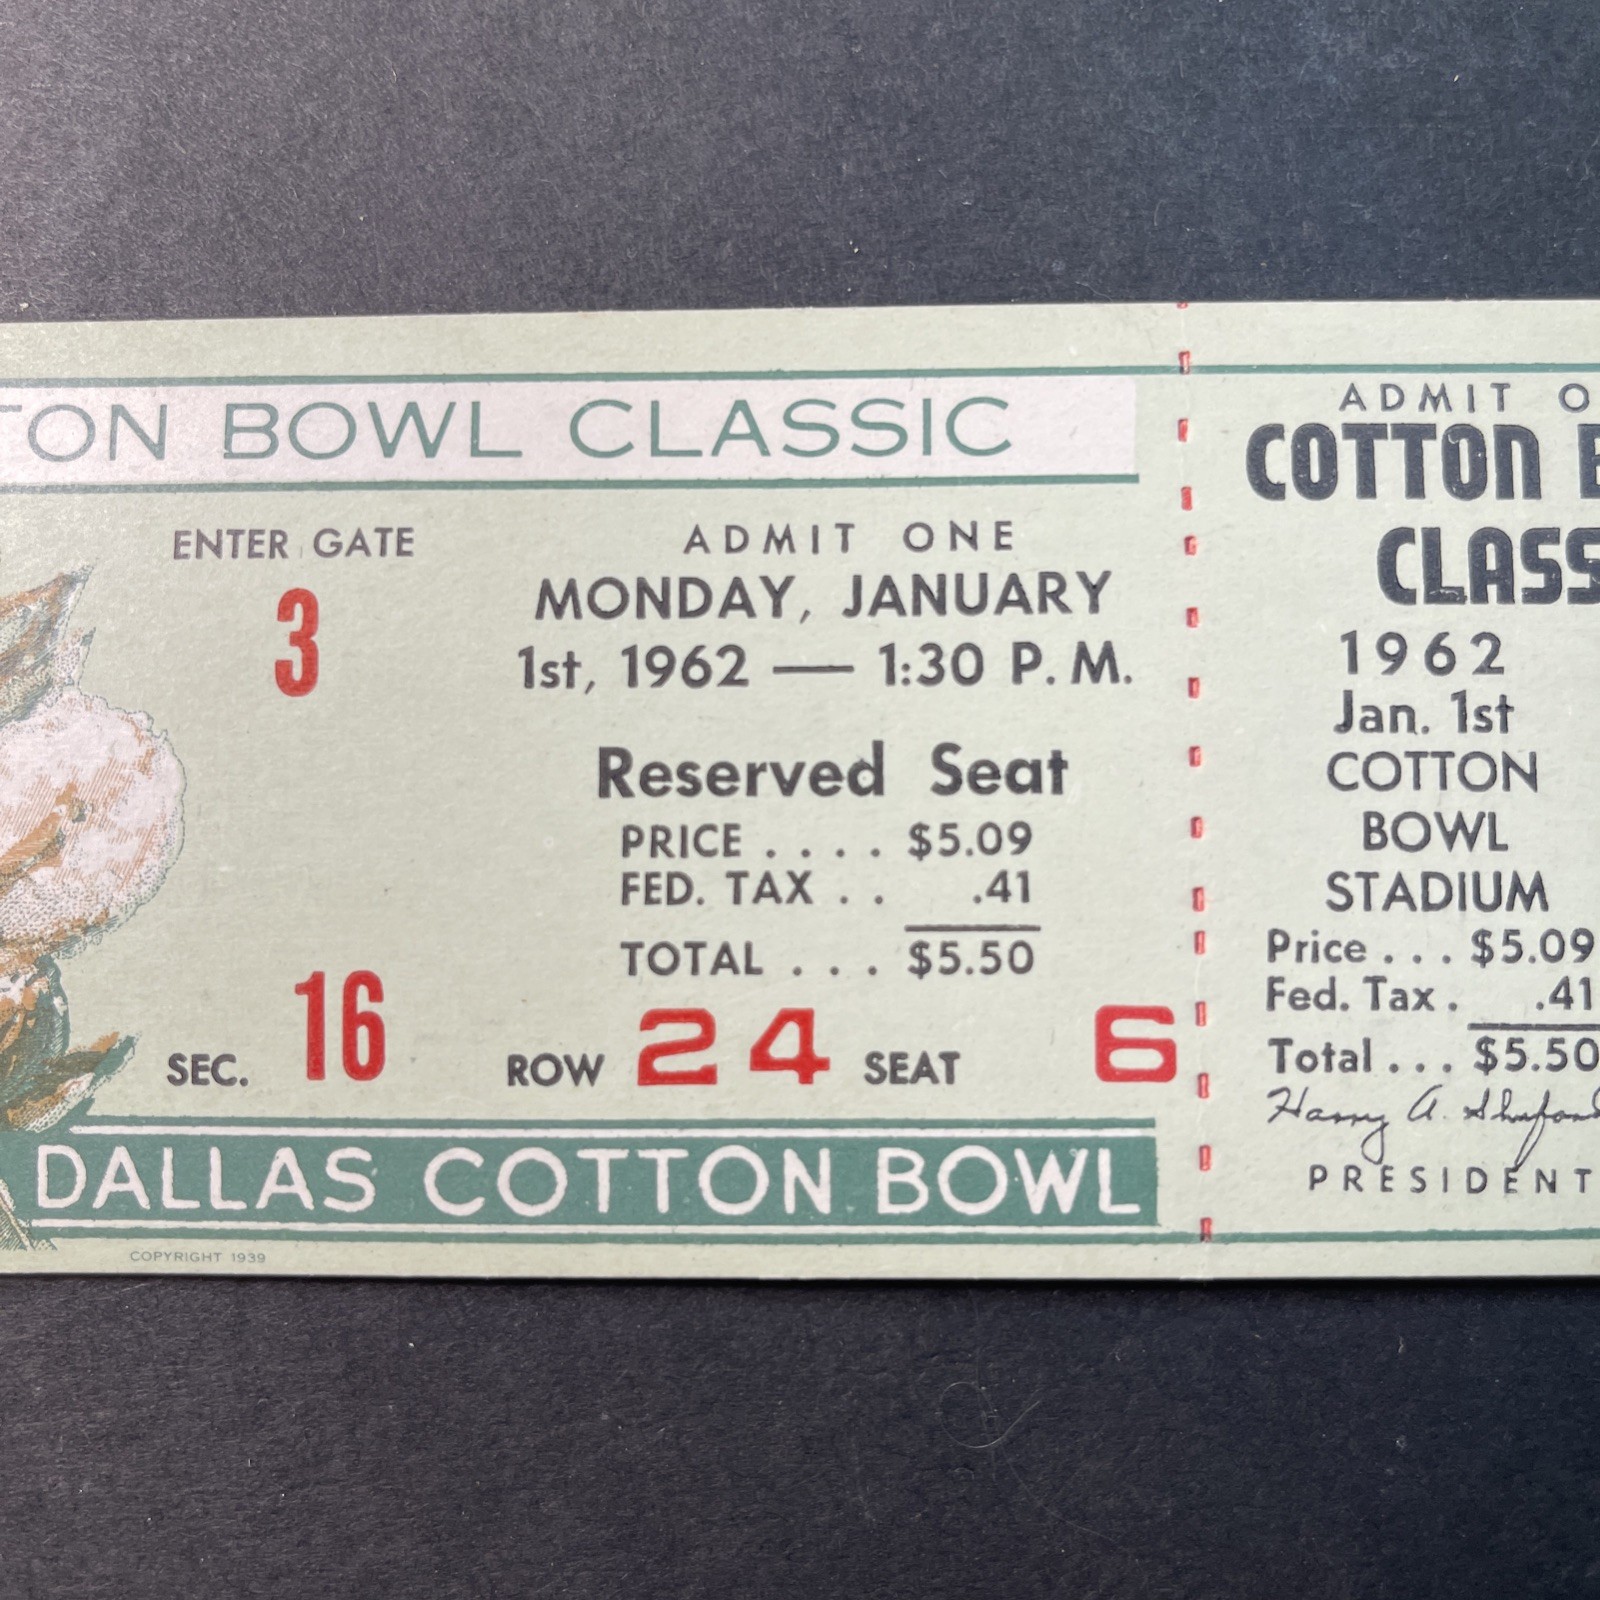 TON BOWL CLASSIC
ENTER GATE
3
ADMIT ONE
MONDAY, JANUARY
1st, 1962 — 1:30 P. M.
Reserved Seat
PRICE .... $5.09
FED. TAX .. .41
TOTAL ... $5.50
SEC. 16 ROW 24 SEAT 6
DALLAS COTTON BOWL
COPYRIGHT 1939
ADMIT O
COTTON B
CLASS
1962
Jan. 1st
COTTON
BOWL
STADIUM
Price ... $5.09
Fed. Tax . .41
Total ... $5.50
Harry A.
PRESIDENT